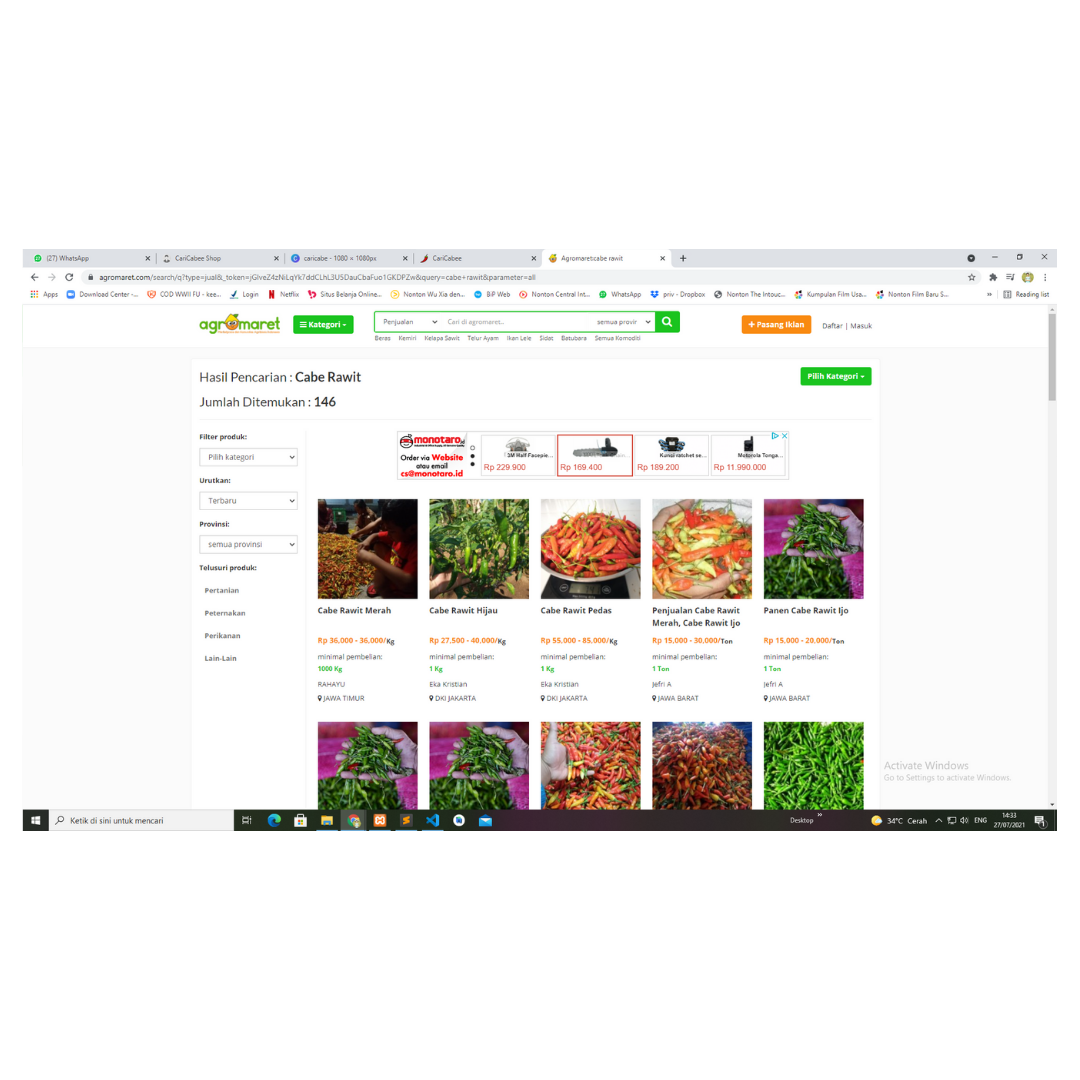 (27) WhatsApp
CariCabee Shop
caricabe - 1080 × 1080px
CariCabee
Agromaret:cabe rawit
agromaret.com/search/q?type=jual&_token=jGlveZ4zNiLqYk7ddCLhL3USDauCbaFuo1GKDPZw&query=cabe+rawit&parameter=all
Apps
Download Center -...
COD WWII FU - kee...
Login
Netflix
Situs Belanja Online...
Nonton Wu Xia den...
BiP Web
Nonton Central Int...
WhatsApp
priv - Dropbox
Nonton The Intouc...
Kumpulan Film Usa...
Nonton Film Baru S...
»
Reading list
agromaret
Kategori
Penjualan
Cari di agromaret..
semua provir
+ Pasang Iklan
Daftar | Masuk
Beras Kemiri Kelapa Sawit Telur Ayam Ikan Lele Sidat Batubara Semua Komoditi
Hasil Pencarian : Cabe Rawit
Pilih Kategori
Jumlah Ditemukan : 146
Filter produk:
Pilih kategori
Urutkan:
Terbaru
Provinsi:
semua provinsi
Telusuri produk:
Pertanian
Peternakan
Perikanan
Lain-Lain
monotaro.id
Order via Website
atau email
cs@monotaro.id
3M Half Facepie...
Rp 229 900
Rp 169.400
Kunci ratchet se...
Rp 189.200
Motorola Tunga...
Rp 11.990.000
Cabe Rawit Merah
Rp 36,000 - 36,000/Kg
minimal pembelian:
1000 Kg
RAHAYU
JAWA TIMUR
Cabe Rawit Hijau
Rp 27.500 - 40,000/Kg
minimal pembelian:
1 Kg
Eka Kristian
DKI JAKARTA
Cabe Rawit Pedas
Rp 55,000 - 85,000/Kg
minimal pembelian:
1 Kg
Eka Kristian
DKI JAKARTA
Penjualan Cabe Rawit
Merah, Cabe Rawit Ijo
Rp 15,000 - 30,000/Ton
minimal pembelian:
1 Ton
Jefri A
JAWA BARAT
Panen Cabe Rawit Ijo
Rp 15,000 - 20,000/Ton
minimal pembelian:
1 Ton
Jefri A
JAWA BARAT
Activate Windows
Go to Settings to activate Windows.
Ketik di sini untuk mencari
Desktop
»
34°C Cerah
ENG
14:33
27/07/2021
1